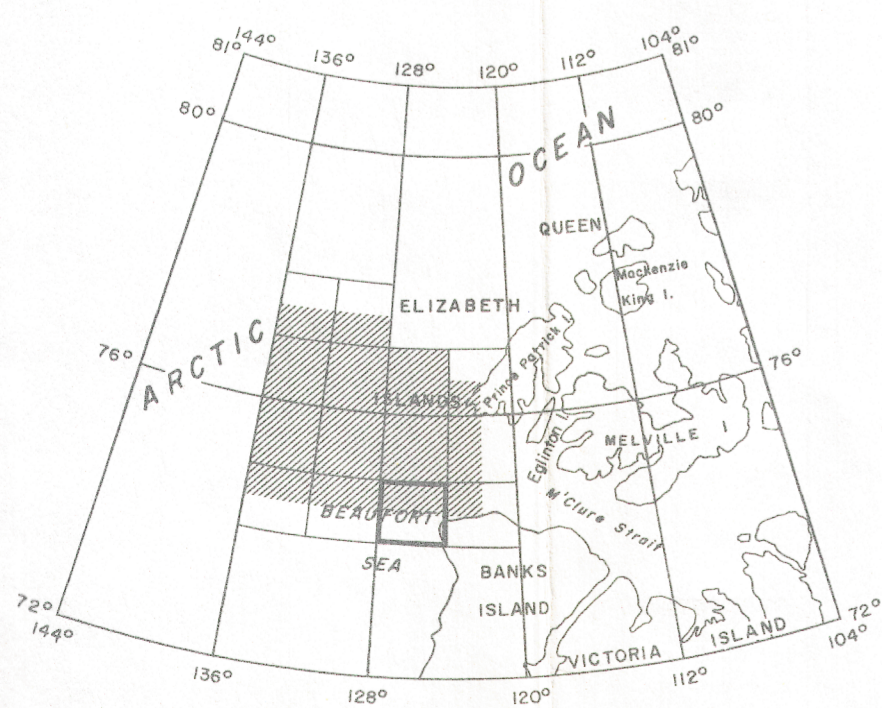 144°
136°
128°
120°
112°
104°
81°
81°
80°
80°
OCEAN
QUEEN
Mackenzie
King I.
ELIZABETH
ARCTIC
Prince Patrick I.
76°
76°
ISLANDS
Eglinton I.
MELVILLE I
M'Clure Strait
BEAUFORT
SEA
BANKS
ISLAND
VICTORIA
ISLAND
72°
72°
144°
136°
128°
120°
112°
104°